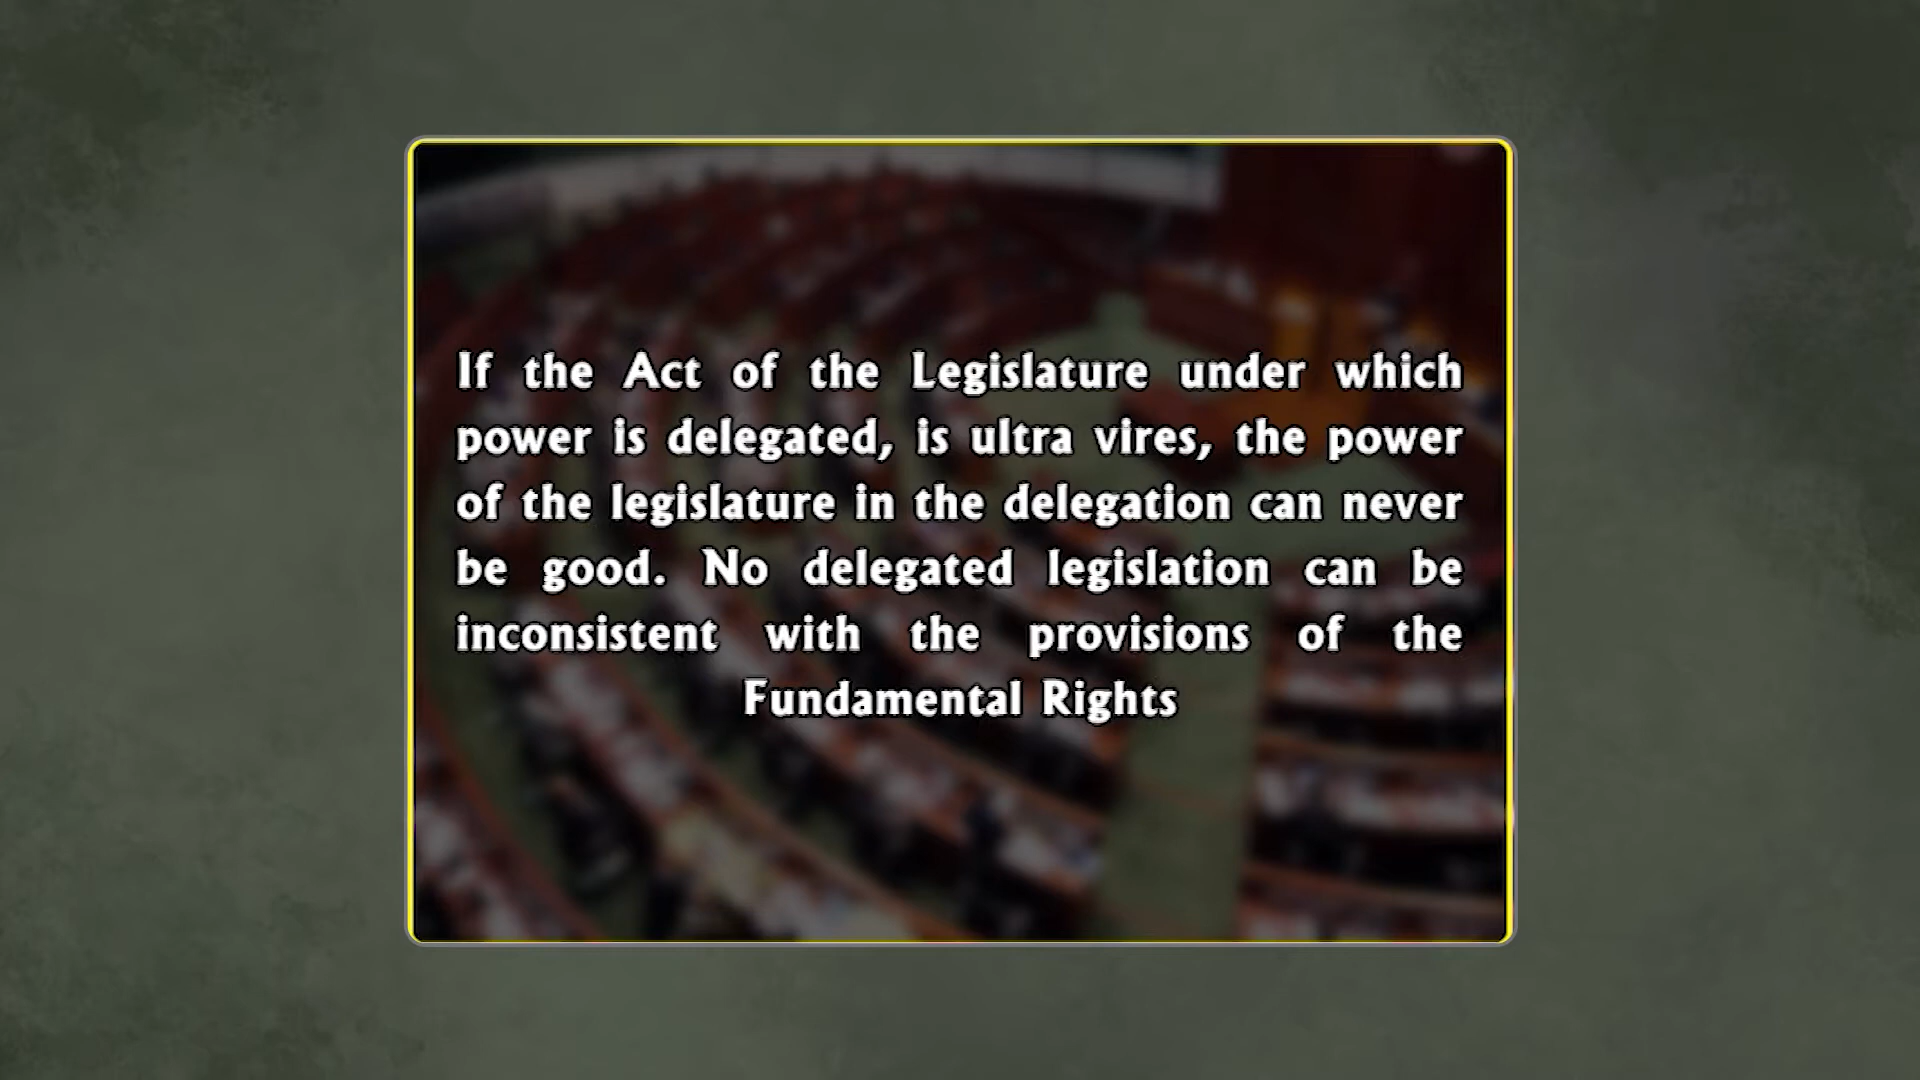 If the Act of the Legislature under which
power is delegated, is ultra vires, the power
of the legislature in the delegation can never
be good. No delegated legislation can be
inconsistent with the provisions of the
Fundamental Rights